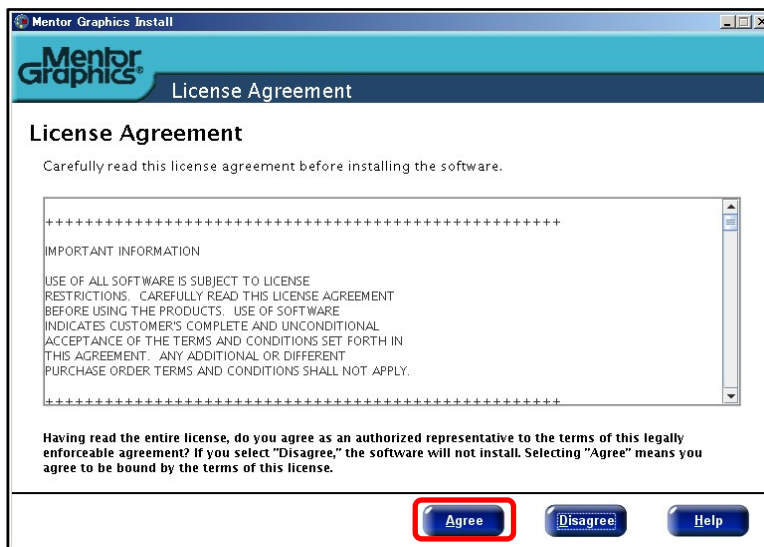 Mentor Graphics Install
Mentor
Graphics®
License Agreement
License Agreement
Carefully read this license agreement before installing the software.
++++++++++++++++++++++++++++++++++++++++++++++++++++
IMPORTANT INFORMATION
USE OF ALL SOFTWARE IS SUBJECT TO LICENSE
RESTRICTIONS. CAREFULLY READ THIS LICENSE AGREEMENT
BEFORE USING THE PRODUCTS. USE OF SOFTWARE
INDICATES CUSTOMER'S COMPLETE AND UNCONDITIONAL
ACCEPTANCE OF THE TERMS AND CONDITIONS SET FORTH IN
THIS AGREEMENT. ANY ADDITIONAL OR DIFFERENT
PURCHASE ORDER TERMS AND CONDITIONS SHALL NOT APPLY.
++++++++++++++++++++++++++++++++++++++++++++++++++++
Having read the entire license, do you agree as an authorized representative to the terms of this legally
enforceable agreement? If you select "Disagree," the software will not install. Selecting "Agree" means you
agree to be bound by the terms of this license.
Agree
Disagree
Help